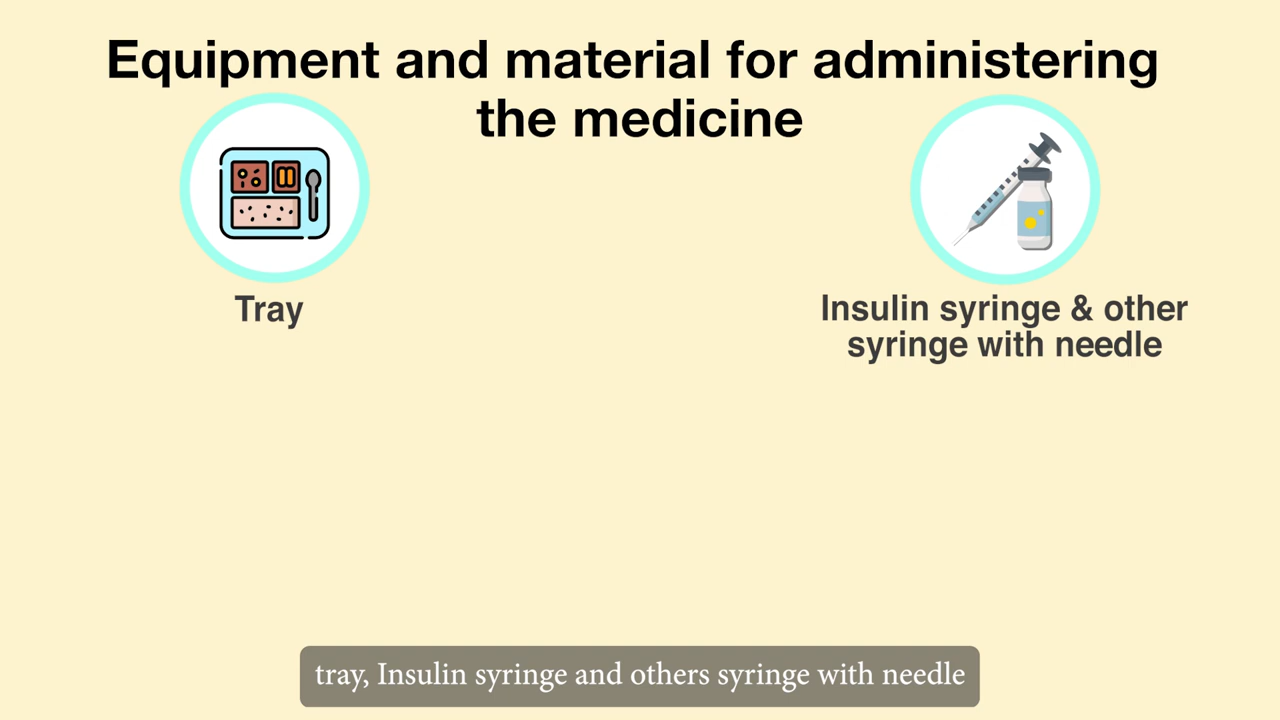 Equipment and material for administering
the medicine
Tray
Insulin syringe & other
syringe with needle
tray, Insulin syringe and others syringe with needle